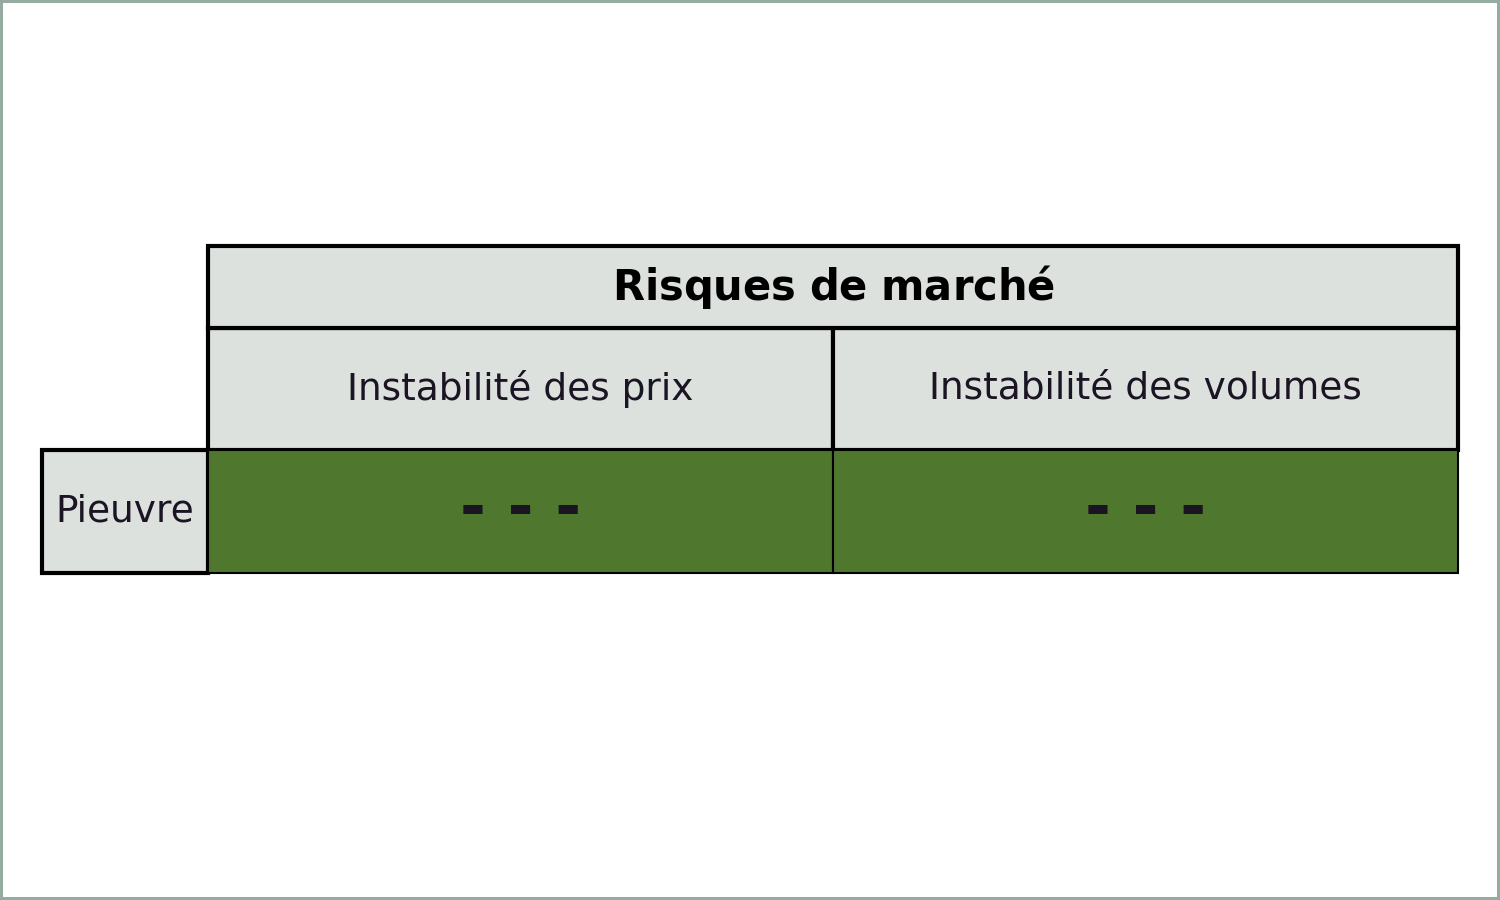 Risques de marché
Instabilité des prix
Instabilité des volumes
Pieuvre
- - -
- - -